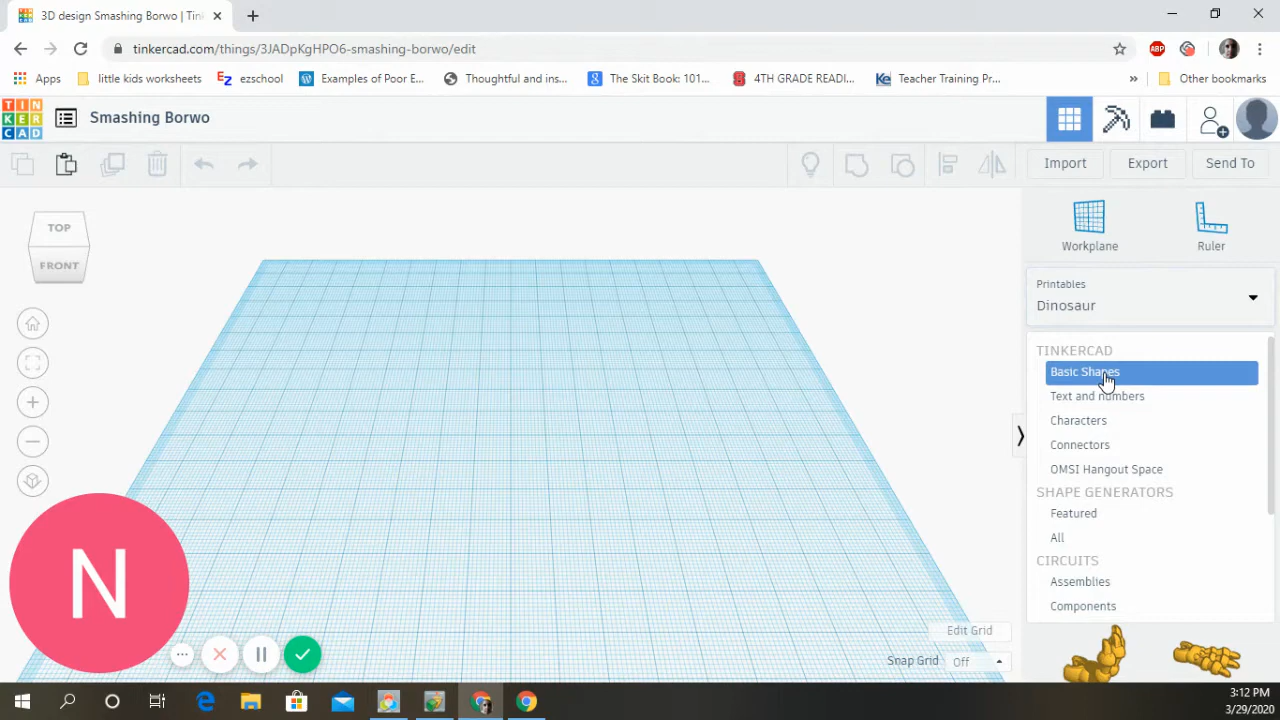 3D design Smashing Borwo | Tin
tinkercad.com/things/3JADpKgHPO6-smashing-borwo/edit
ABP
Apps little kids worksheets EZ ezschool Examples of Poor E... Thoughtful and ins... The Skit Book: 101... 4TH GRADE READI... Ke Teacher Training Pr... » Other bookmarks
TIN
KER
CAD
Smashing Borwo
Import Export Send To
TOP
FRONT
Workplane Ruler
Printables
Dinosaur
TINKERCAD
Basic Shapes
Text and numbers
Characters
Connectors
OMSI Hangout Space
SHAPE GENERATORS
Featured
All
CIRCUITS
Assemblies
Components
N
Edit Grid
Snap Grid Off
3:12 PM
3/29/2020